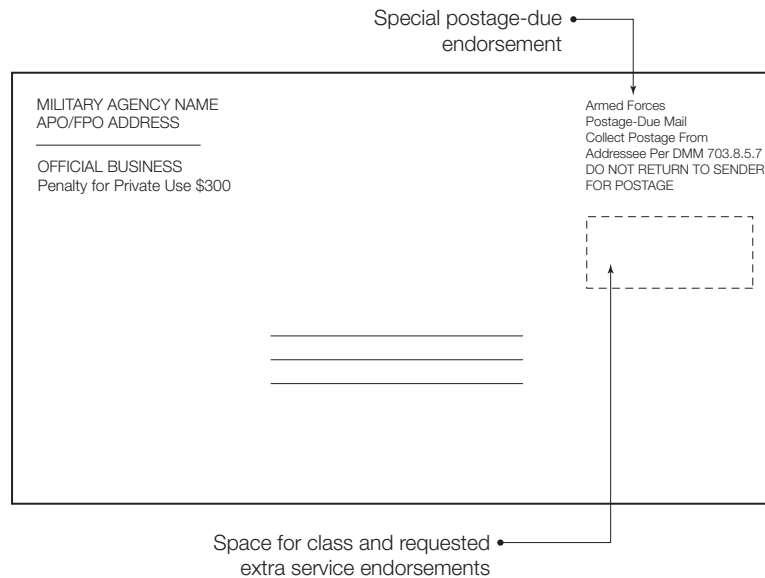 Special postage-due
endorsement
MILITARY AGENCY NAME
APO/FPO ADDRESS
OFFICIAL BUSINESS
Penalty for Private Use $300
Armed Forces
Postage-Due Mail
Collect Postage From
Addressee Per DMM 703.8.5.7
DO NOT RETURN TO SENDER
FOR POSTAGE
Space for class and requested
extra service endorsements